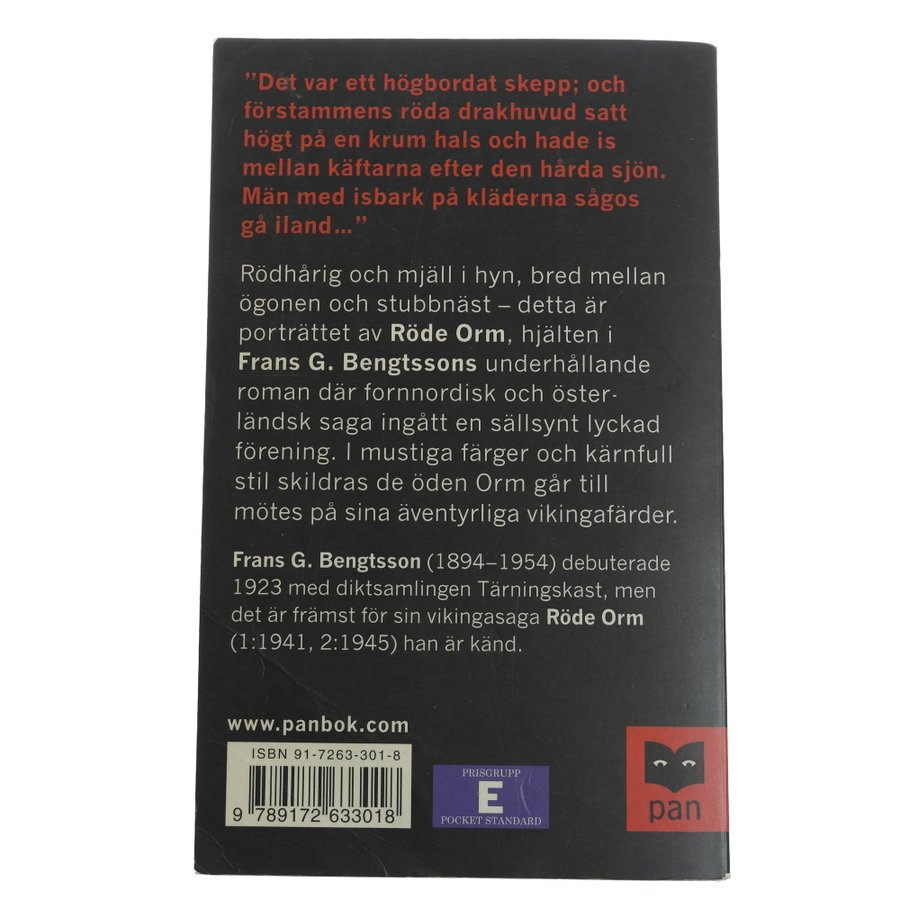 ”Det var ett högbordat skepp; och
förstammens röda drakhuvud satt
högt på en krum hals och hade is
mellan käftarna efter den hårda sjön.
Män med isbark på kläderna sågos
gå iland...”
Rödhårig och mjäll i hyn, bred mellan
ögonen och stubbnäst – detta är
porträttet av Röde Orm, hjälten i
Frans G. Bengtssons underhållande
roman där fornnordisk och öster-
ländsk saga ingått en sällsynt lyckad
förening. I mustiga färger och kärnfull
stil skildras de öden Orm går till
mötes på sina äventyrliga vikingafärder.
Frans G. Bengtsson (1894–1954) debuterade
1923 med diktsamlingen Tärningskast, men
det är främst för sin vikingasaga Röde Orm
(1:1941, 2:1945) han är känd.
www.panbok.com
ISBN 91-7263-301-8
9 789172 633018
PRISGRUPP
E
POCKET STANDARD
pan